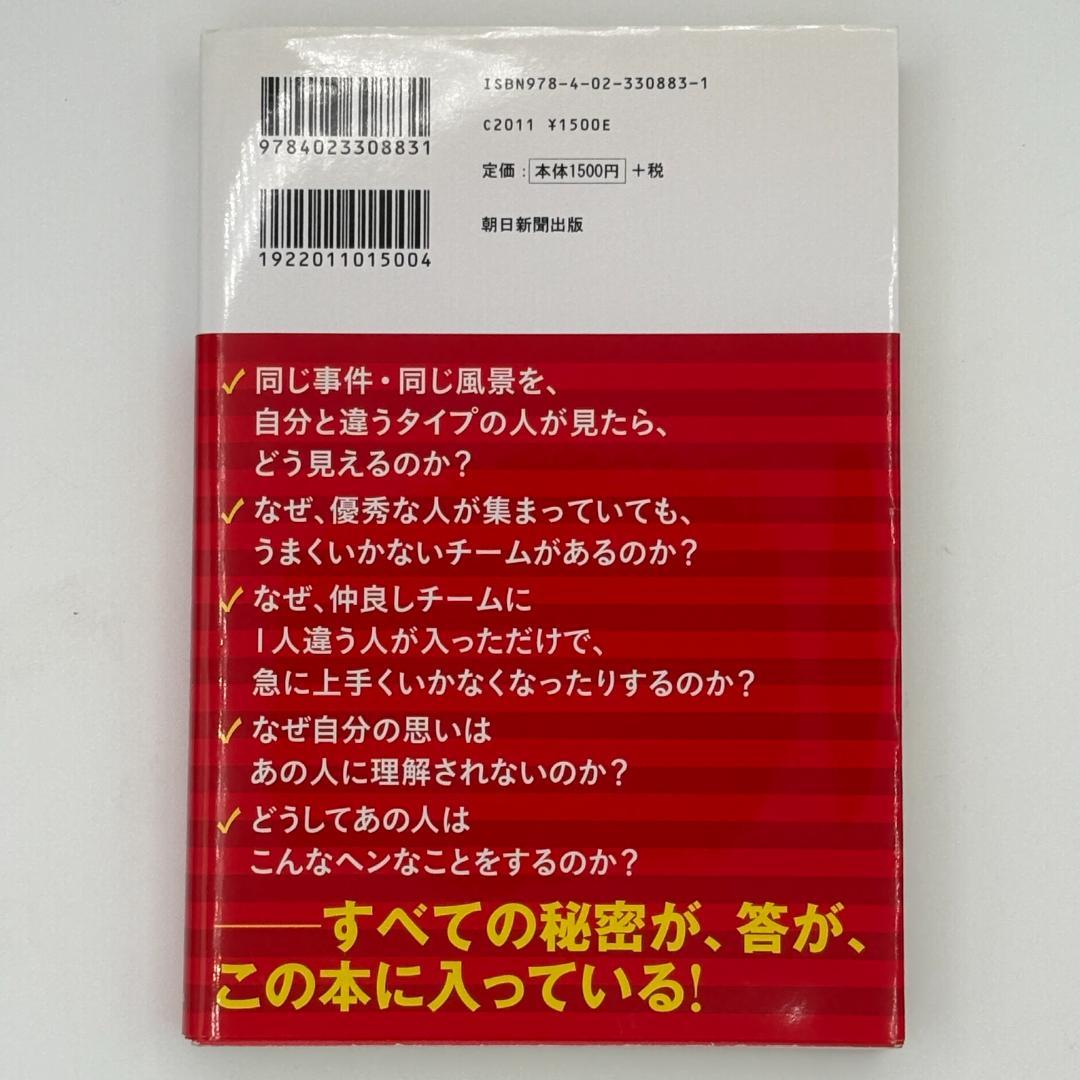 9784023308831
1922011015004
ISBN978-4-02-330883-1
C2011 ¥1500E
定価：本体1500円＋税
朝日新聞出版
✓同じ事件・同じ風景を、
自分と違うタイプの人が見たら、
どう見えるのか？
✓なぜ、優秀な人が集まっていても、
うまくいかないチームがあるのか？
✓なぜ、仲良しチームに
1人違う人が入っただけで、
急に上手くいかなくなったりするのか？
✓なぜ自分の思いは
あの人に理解されないのか？
✓どうしてあの人は
こんなヘンなことをするのか？
――すべての秘密が、答が、
この本に入っている！